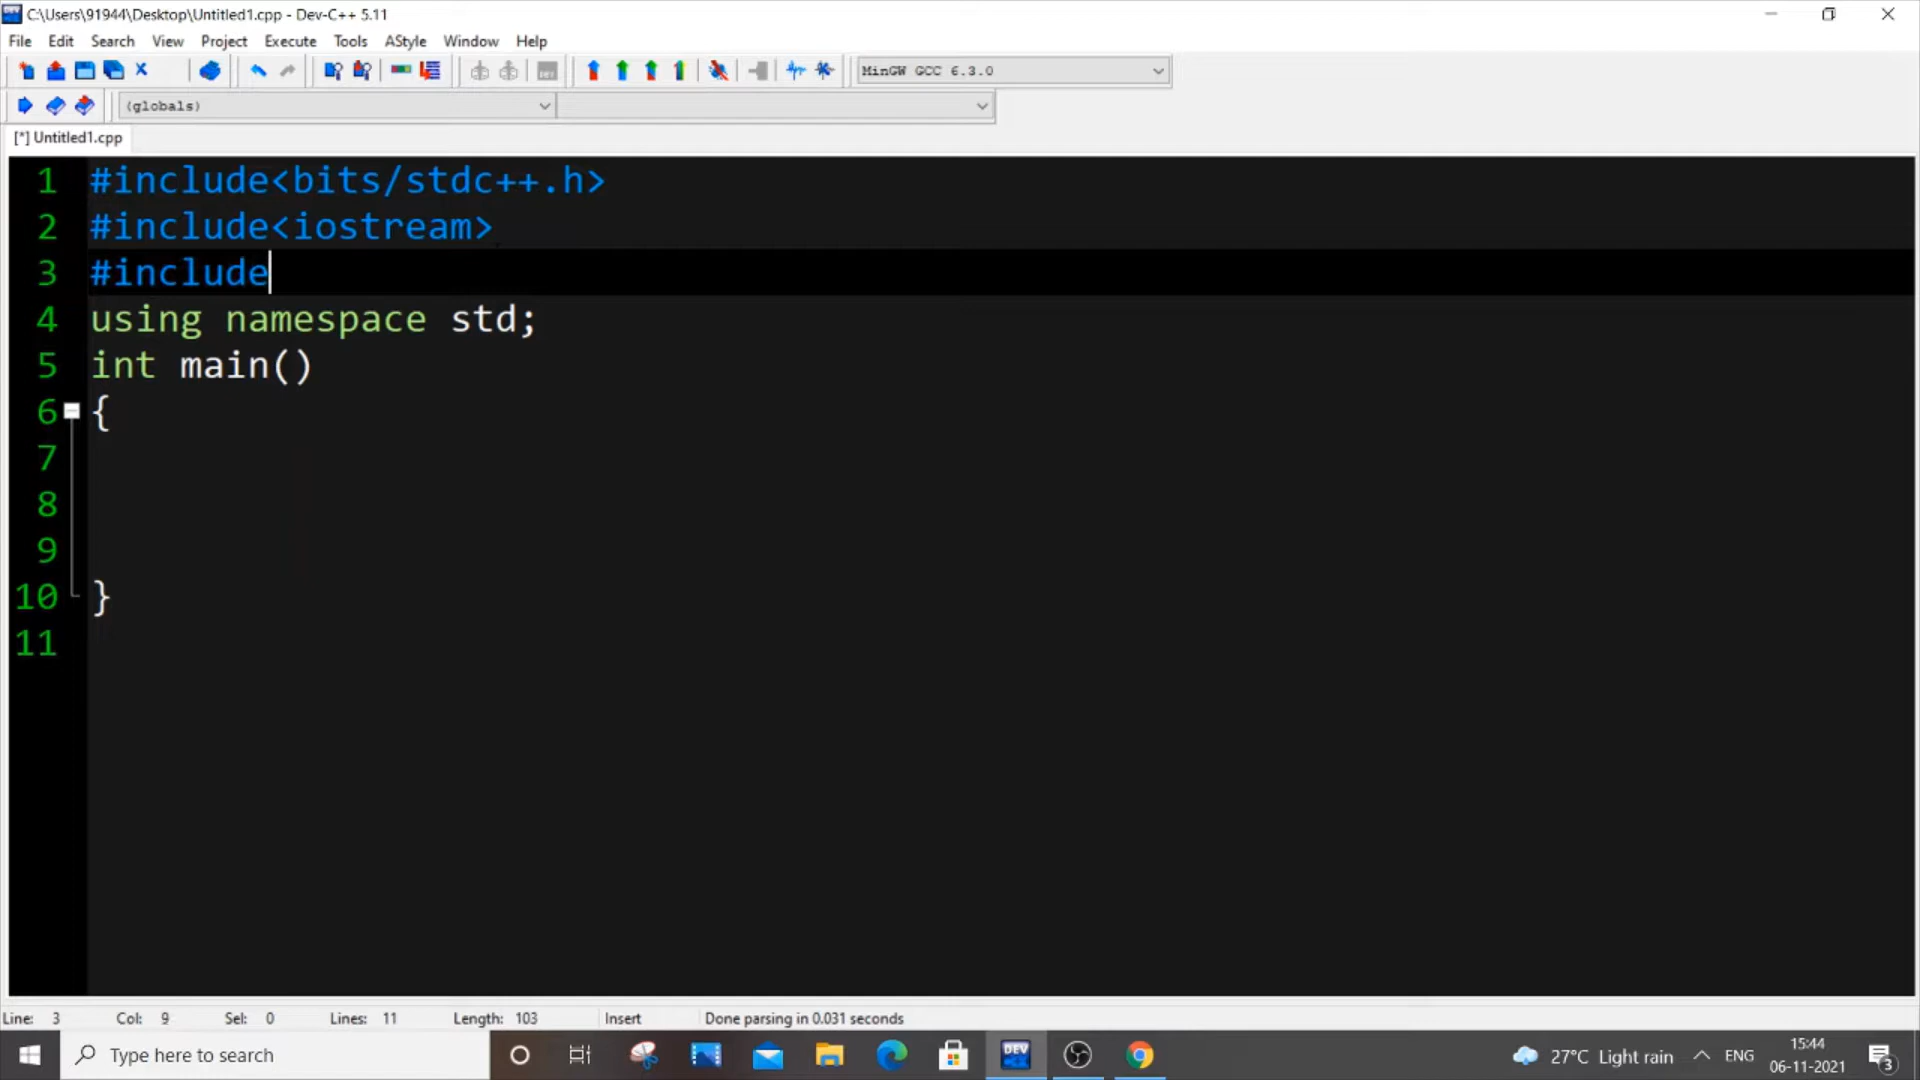 C:\Users\91944\Desktop\Untitled1.cpp - Dev-C++ 5.11
File Edit Search View Project Execute Tools AStyle Window Help
MinGW GCC 6.3.0
(globals)
[*] Untitled1.cpp
1 #include<bits/stdc++.h>
2 #include<iostream>
3 #include
4 using namespace std;
5 int main()
6 {
7
8
9
10 }
11
Line: 3 Col: 9 Sel: 0 Lines: 11 Length: 103 Insert Done parsing in 0.031 seconds
Type here to search
DEV
27°C Light rain
ENG
15:44
06-11-2021
3